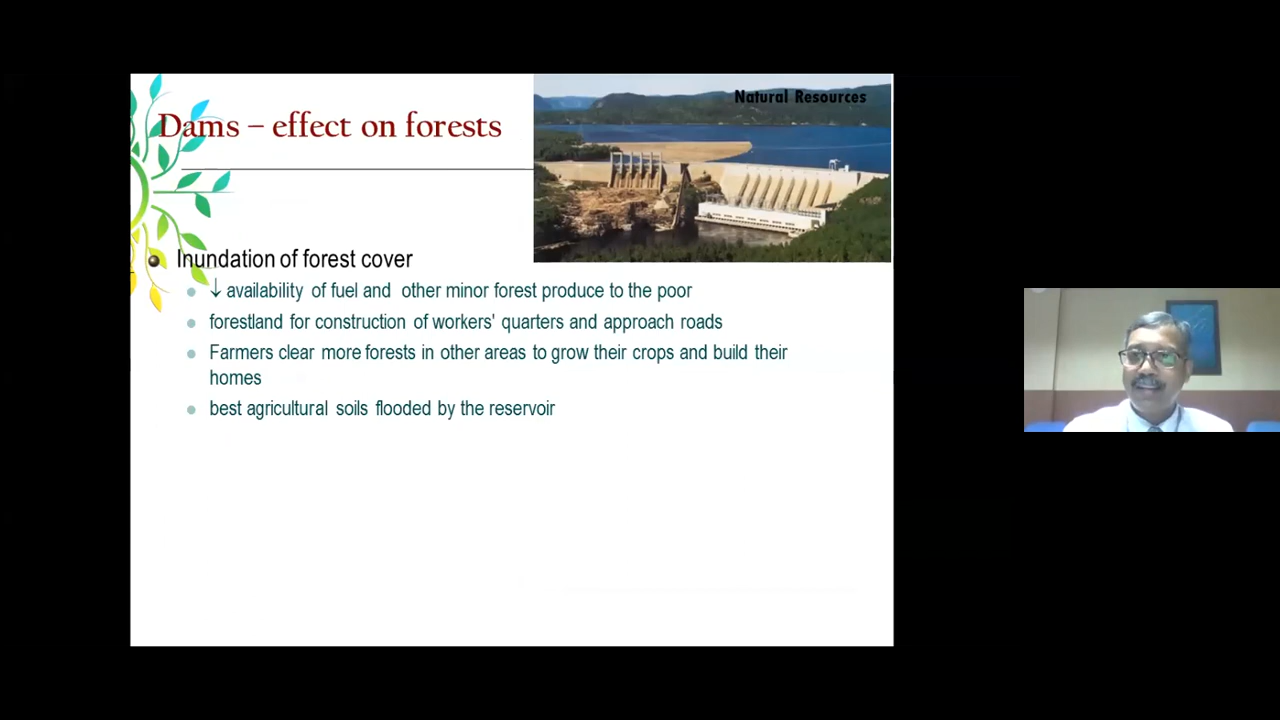 Natural Resources
Dams – effect on forests
Inundation of forest cover
↓ availability of fuel and other minor forest produce to the poor
forestland for construction of workers' quarters and approach roads
Farmers clear more forests in other areas to grow their crops and build their
homes
best agricultural soils flooded by the reservoir